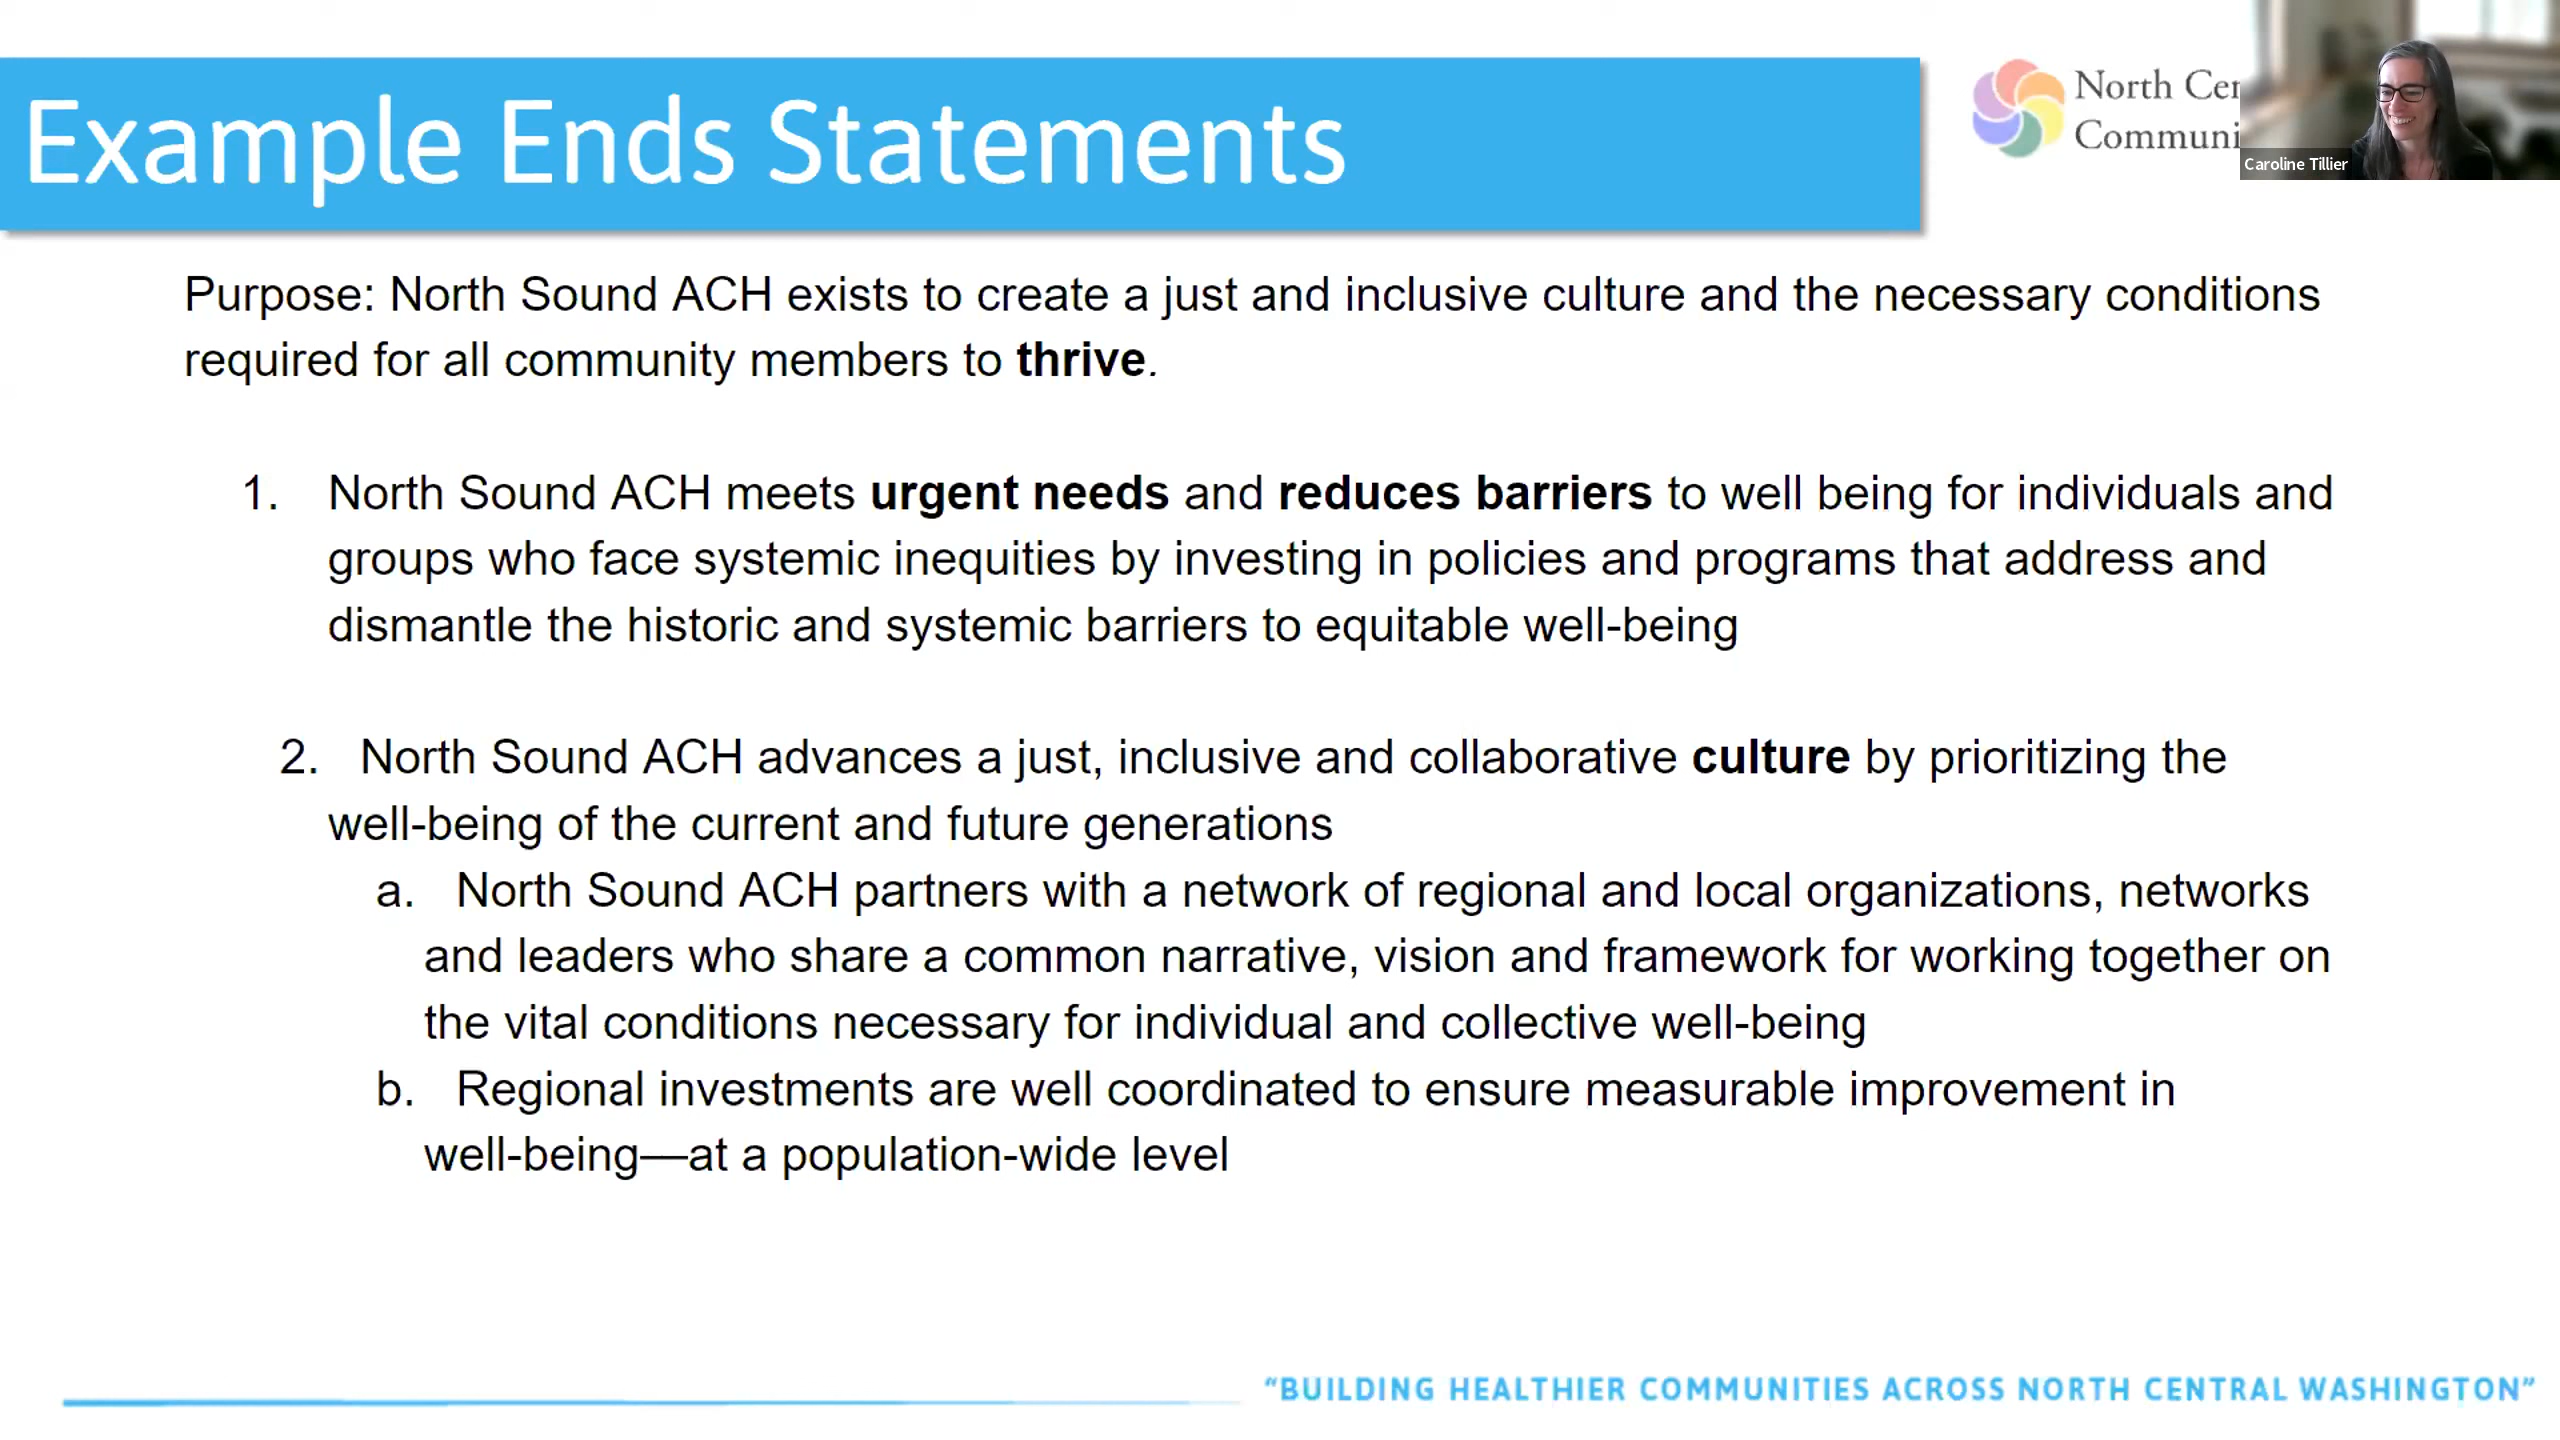 Example Ends Statements
North Cen
Communi
Caroline Tillier
Purpose: North Sound ACH exists to create a just and inclusive culture and the necessary conditions
required for all community members to thrive.
1. North Sound ACH meets urgent needs and reduces barriers to well being for individuals and
groups who face systemic inequities by investing in policies and programs that address and
dismantle the historic and systemic barriers to equitable well-being
2. North Sound ACH advances a just, inclusive and collaborative culture by prioritizing the
well-being of the current and future generations
a. North Sound ACH partners with a network of regional and local organizations, networks
and leaders who share a common narrative, vision and framework for working together on
the vital conditions necessary for individual and collective well-being
b. Regional investments are well coordinated to ensure measurable improvement in
well-being—at a population-wide level
“BUILDING HEALTHIER COMMUNITIES ACROSS NORTH CENTRAL WASHINGTON”